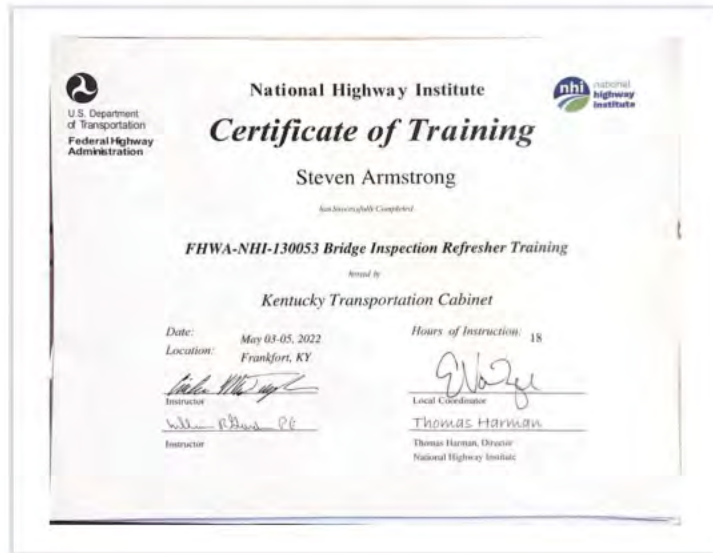 U.S. Department
of Transportation
Federal Highway
Administration
National Highway Institute
nhi national
highway
institute
Certificate of Training
Steven Armstrong
has Successfully Completed
FHWA-NHI-130053 Bridge Inspection Refresher Training
hosted by
Kentucky Transportation Cabinet
Date: May 03-05, 2022
Location: Frankfort, KY
Hours of Instruction: 18
Instructor
PE
Instructor
Local Coordinator
Thomas Harman
Thomas Harman, Director
National Highway Institute